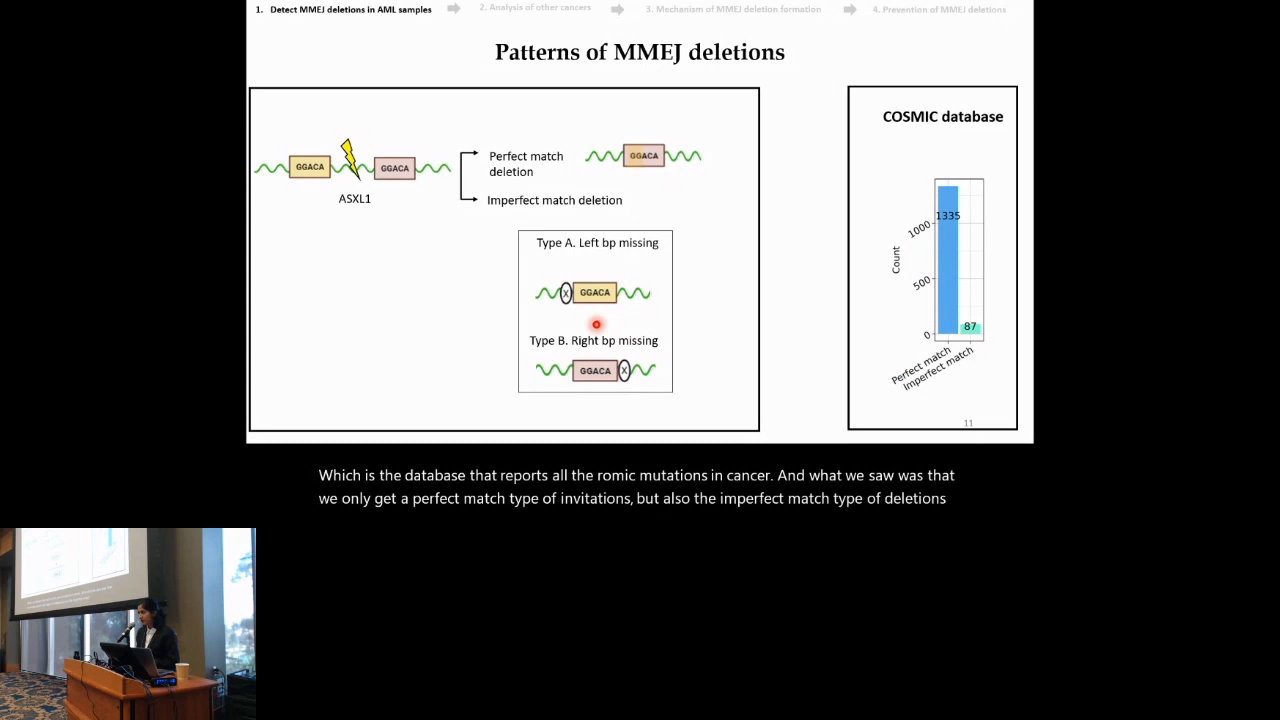 1. Detect MMEJ deletions in AML samples
2. Analysis of other cancers
3. Mechanism of MMEJ deletion formation
4. Prevention of MMEJ deletions
Patterns of MMEJ deletions
GGACA
GGACA
ASXL1
Perfect match
deletion
GGACA
Imperfect match deletion
Type A. Left bp missing
X
GGACA
Type B. Right bp missing
GGACA
X
COSMIC database
Count
1000
500
0
1335
87
Perfect match
Imperfect match
11
Which is the database that reports all the romic mutations in cancer. And what we saw was that
we only get a perfect match type of invitations, but also the imperfect match type of deletions